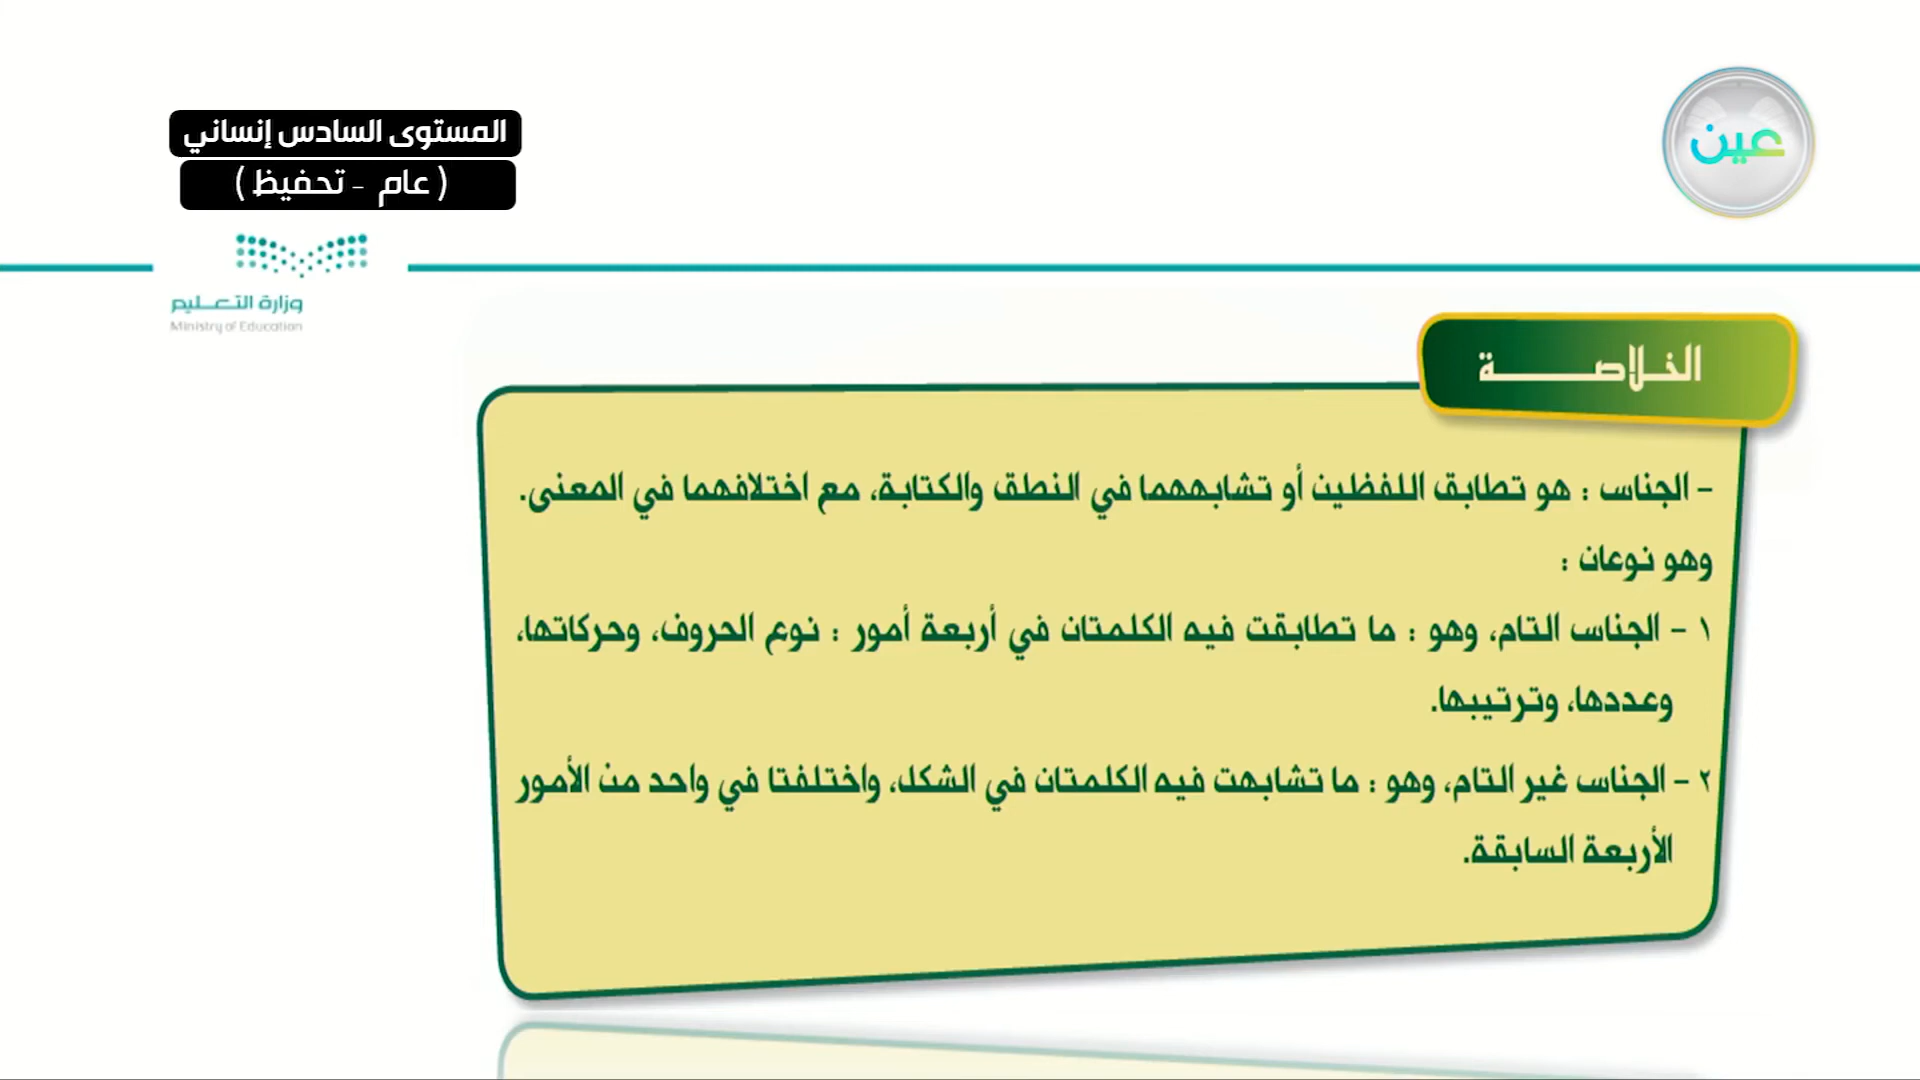 عين
المستوى السادس إنساني
( عام - تحفيظ )
وزارة التعليم
Ministry of Education
الخلاصة
- الجناس : هو تطابق اللفظين أو تشابههما في النطق والكتابة، مع اختلافهما في المعنى.
وهو نوعان :
١ - الجناس التام، وهو : ما تطابقت فيه الكلمتان في أربعة أمور : نوع الحروف، وحركاتها،
وعددها، وترتيبها.
٢ - الجناس غير التام، وهو : ما تشابهت فيه الكلمتان في الشكل، واختلفتا في واحد من الأمور
الأربعة السابقة.